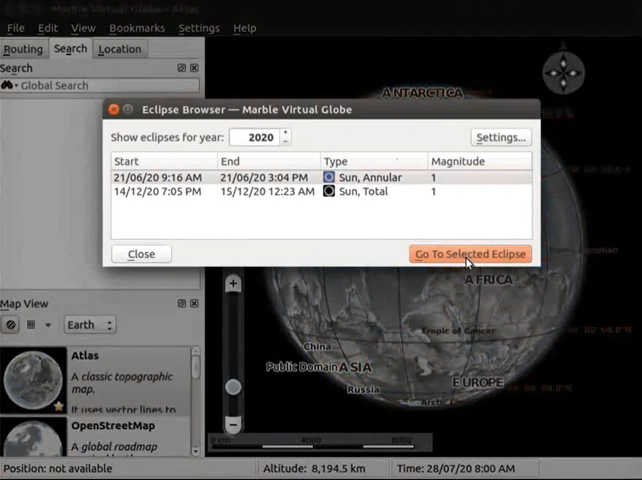 Marble Virtual Globe - Atlas
File Edit View Bookmarks Settings Help
Routing Search Location
Search
Global Search
ANTARCTICA
Eclipse Browser — Marble Virtual Globe
Show eclipses for year: 2020 Settings...
Start End Type Magnitude
21/06/20 9:16 AM 21/06/20 3:04 PM Sun, Annular 1
14/12/20 7:05 PM 15/12/20 12:23 AM Sun, Total 1
Close Go To Selected Eclipse
AFRICA
Map View
Earth
Tropic of Cancer
China
Public Domain ASIA
Russia
EUROPE
Atlas
A classic topographic
map.
It uses vector lines to
OpenStreetMap
A global roadmap
0 km 4000 8000
Position: not available Altitude: 8,194.5 km Time: 28/07/20 8:00 AM